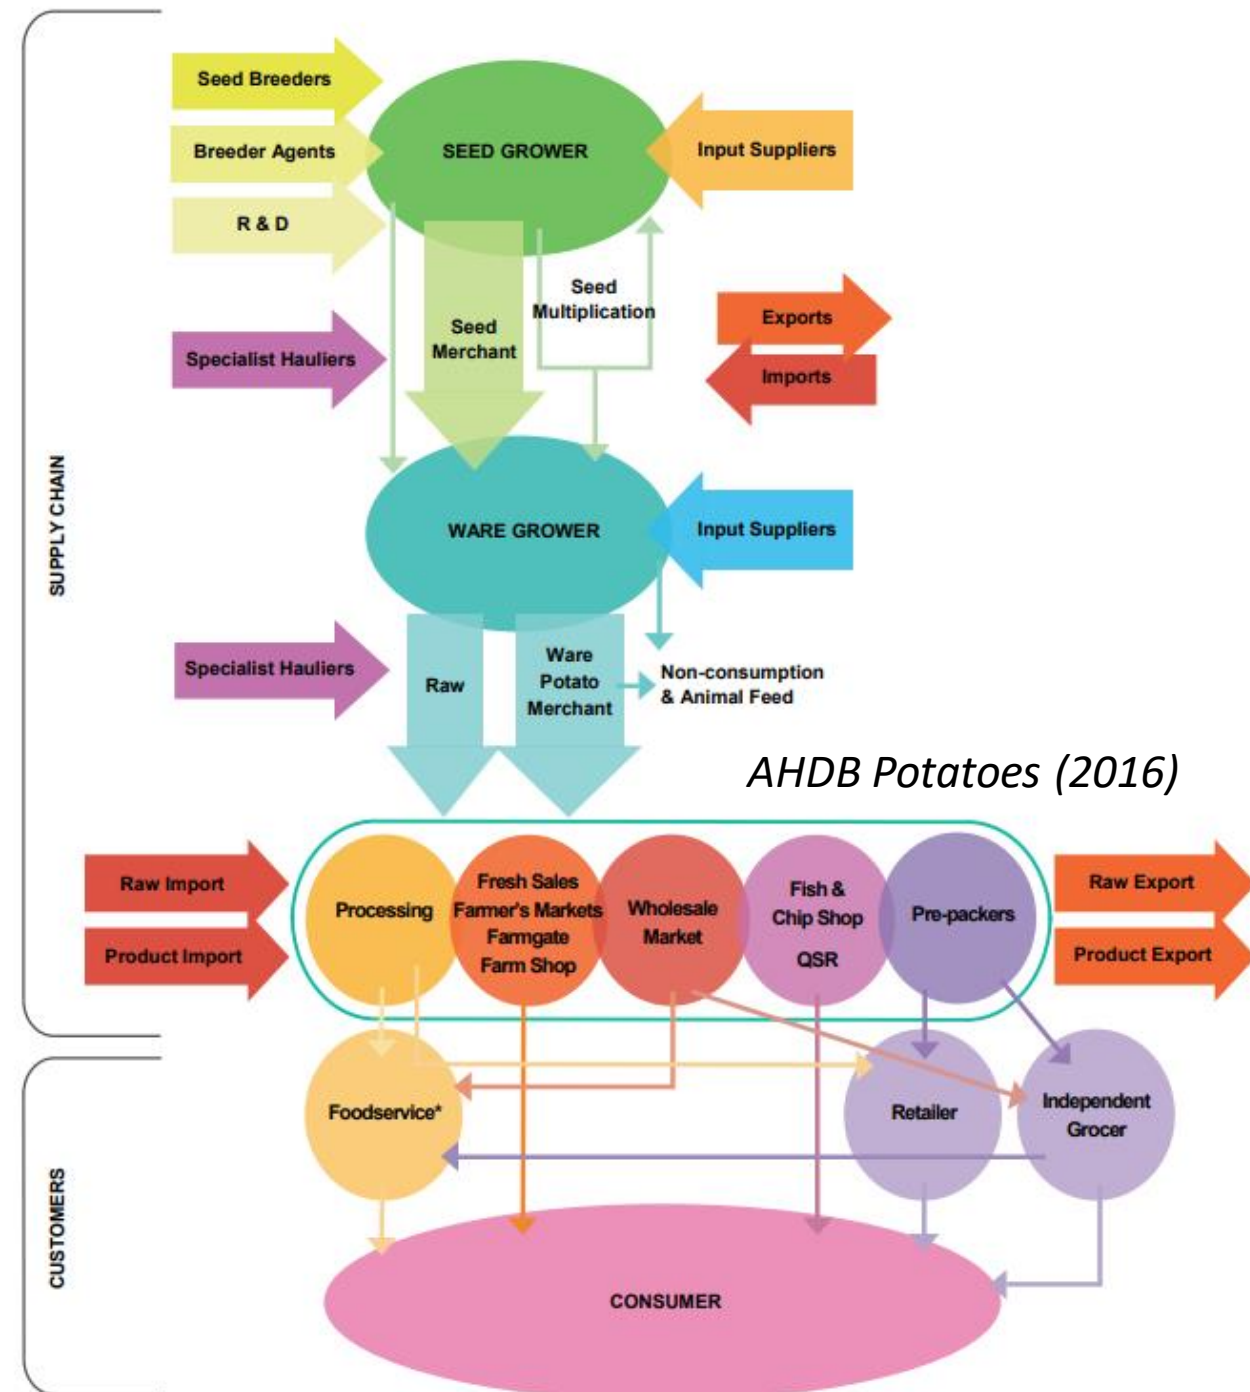 SUPPLY CHAIN
Seed Breeders
Breeder Agents
R & D
SEED GROWER
Input Suppliers
Seed
Multiplication
Seed
Merchant
Specialist Hauliers
Exports
Imports
WARE GROWER
Input Suppliers
Specialist Hauliers
Raw
Ware
Potato
Merchant
Non-consumption
& Animal Feed
AHDB Potatoes (2016)
Raw Import
Product Import
Processing
Fresh Sales
Farmer's Markets
Farmgate
Farm Shop
Wholesale
Market
Fish &
Chip Shop
QSR
Pre-packers
Raw Export
Product Export
CUSTOMERS
Foodservice*
Retailer
Independent
Grocer
CONSUMER